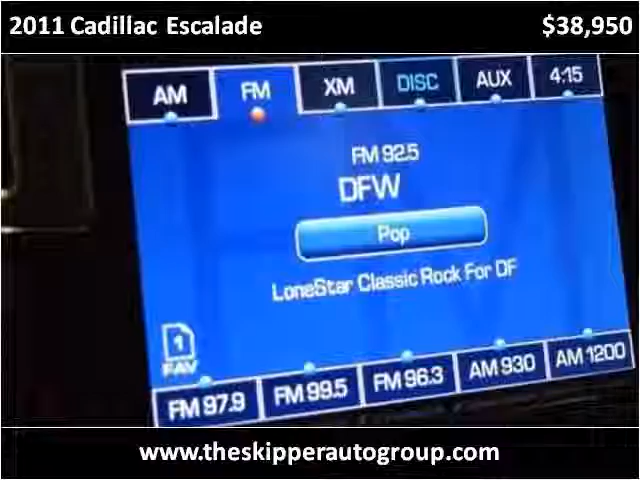 2011 Cadillac Escalade $38,950
AM FM XM DISC AUX 4:15
FM 92.5
DFW
Pop
LoneStar Classic Rock For DF
1
FAV
FM 97.9 FM 99.5 FM 96.3 AM 930 AM 1200
www.theskipperautogroup.com